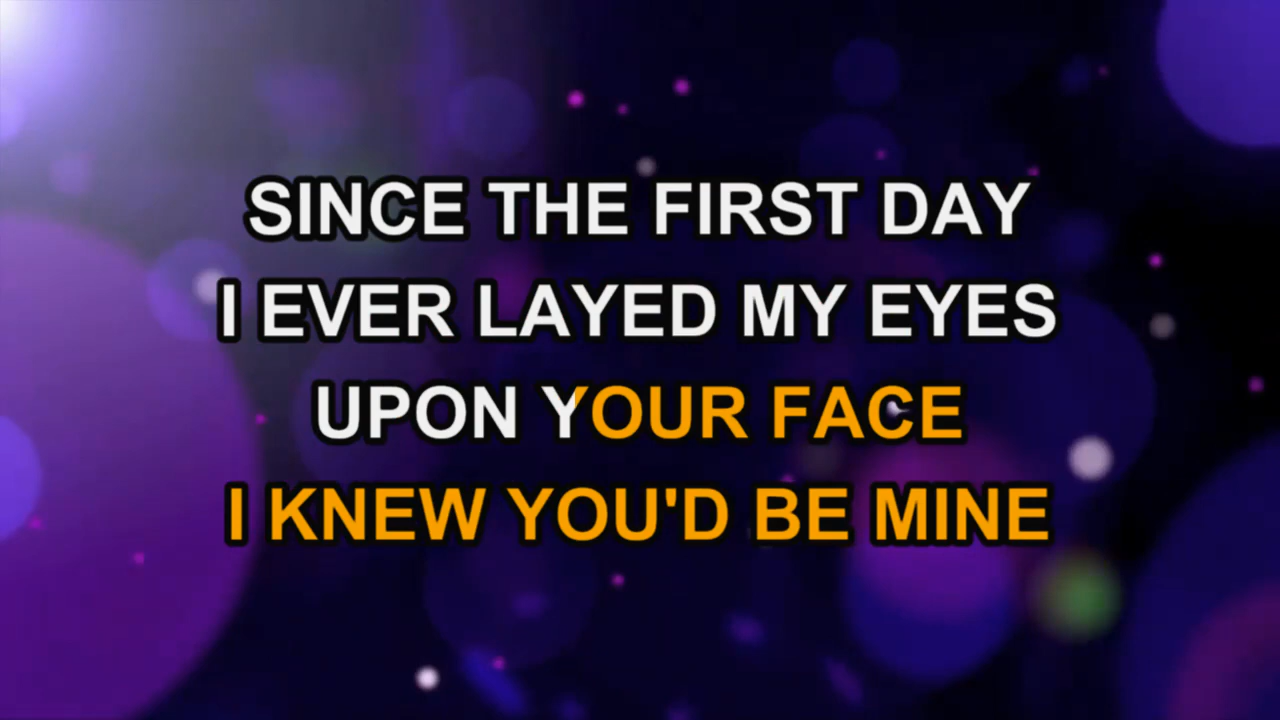 SINCE THE FIRST DAY
I EVER LAYED MY EYES
UPON YOUR FACE
I KNEW YOU'D BE MINE